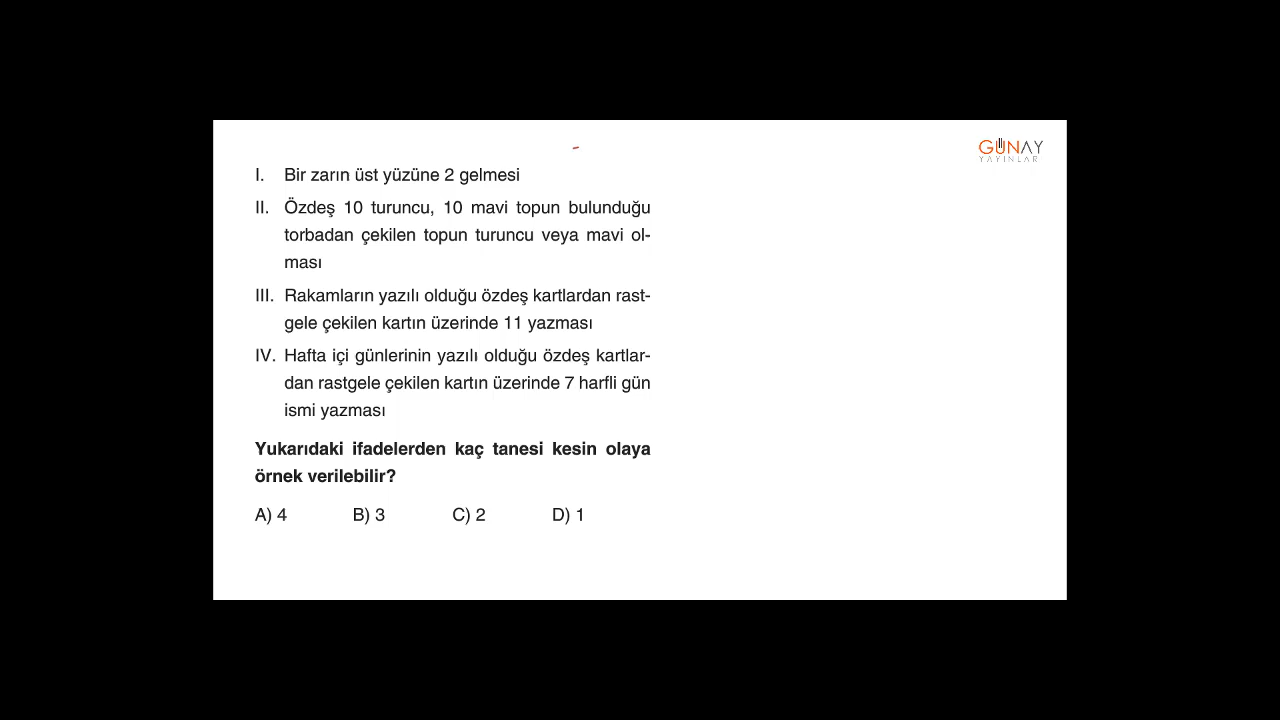 GÜNAY
YAYINLAR
I. Bir zarın üst yüzüne 2 gelmesi
II. Özdeş 10 turuncu, 10 mavi topun bulunduğu
torbadan çekilen topun turuncu veya mavi ol-
ması
III. Rakamların yazılı olduğu özdeş kartlardan rast-
gele çekilen kartın üzerinde 11 yazması
IV. Hafta içi günlerinin yazılı olduğu özdeş kartlar-
dan rastgele çekilen kartın üzerinde 7 harfli gün
ismi yazması
Yukarıdaki ifadelerden kaç tanesi kesin olaya
örnek verilebilir?
A) 4 B) 3 C) 2 D) 1